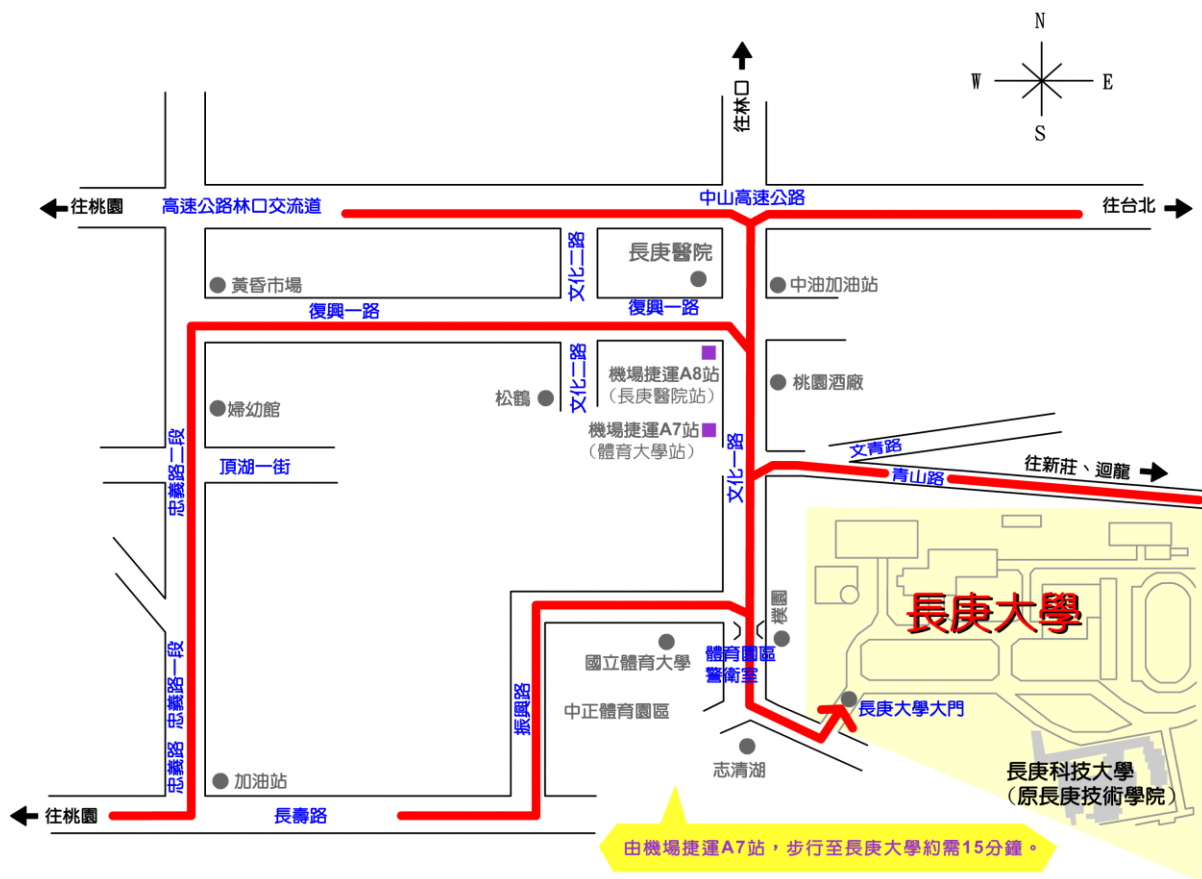 N
W
E
S
往林口
往桃園
高速公路林口交流道
中山高速公路
往台北
黃昏市場
文化二路
長庚醫院
中油加油站
復興一路
復興一路
文化二路
機場捷運A8站
（長庚醫院站）
桃園酒廠
婦幼館
松鶴
機場捷運A7站
（體育大學站）
文化一路
文青路
往新莊、迴龍
青山路
忠義路二段
頂湖一街
長庚大學
樸園
國立體育大學
體育園區
警衛室
忠義路一段
振興路
中正體育園區
長庚大學大門
志清湖
忠義路
加油站
長庚科技大學
（原長庚技術學院）
往桃園
長壽路
由機場捷運A7站，步行至長庚大學約需15分鐘。